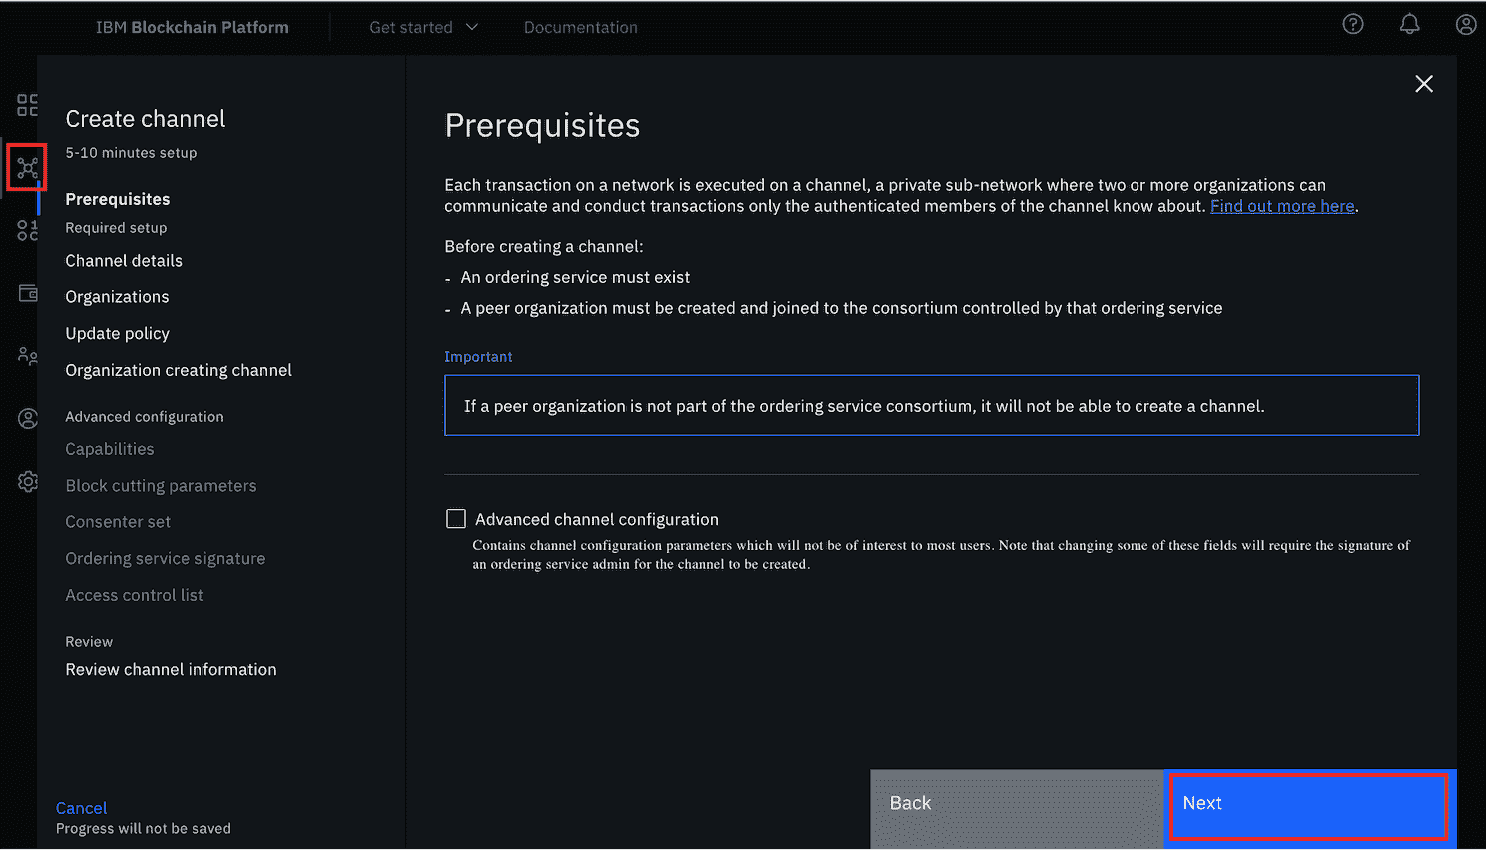 IBM Blockchain Platform
Get started
Documentation
Create channel
5-10 minutes setup
Prerequisites
Required setup
Channel details
Organizations
Update policy
Organization creating channel
Advanced configuration
Capabilities
Block cutting parameters
Consenter set
Ordering service signature
Access control list
Review
Review channel information
Cancel
Progress will not be saved
Prerequisites
Each transaction on a network is executed on a channel, a private sub-network where two or more organizations can
communicate and conduct transactions only the authenticated members of the channel know about. Find out more here.
Before creating a channel:
- An ordering service must exist
- A peer organization must be created and joined to the consortium controlled by that ordering service
Important
If a peer organization is not part of the ordering service consortium, it will not be able to create a channel.
Advanced channel configuration
Contains channel configuration parameters which will not be of interest to most users. Note that changing some of these fields will require the signature of
an ordering service admin for the channel to be created.
Back
Next